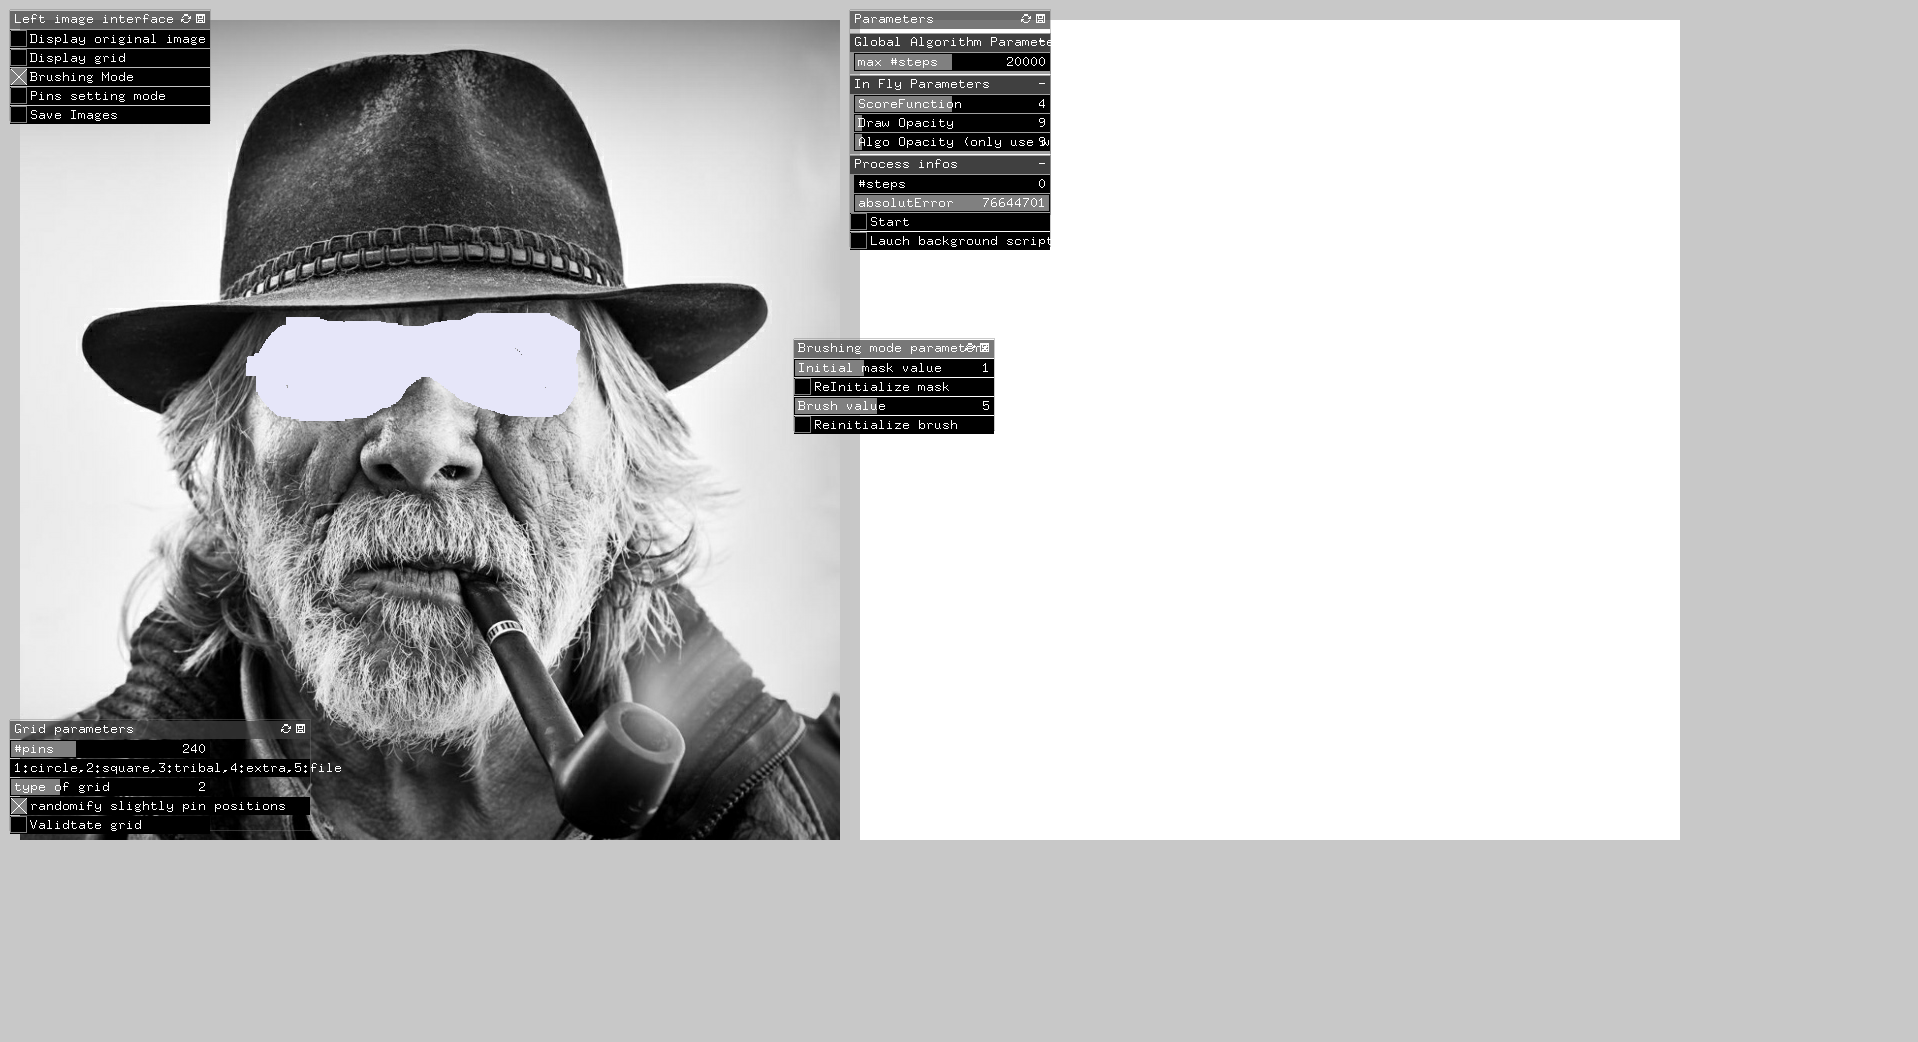 Left image interface
Display original image
Display grid
Brushing Mode
Pins setting mode
Save Images
Parameters
Global Algorithm Paramete
max #steps 20000
In Fly Parameters -
ScoreFunction 4
Draw Opacity 9
Algo Opacity (only use w 9
Process infos -
#steps 0
absolutError 76644701
Start
Lauch background script
Brushing mode parameters
Initial mask value 1
ReInitialize mask
Brush value 5
Reinitialize brush
Grid parameters
#pins 240
1:circle,2:square,3:tribal,4:extra,5:file
type of grid 2
randomify slightly pin positions
Validtate grid